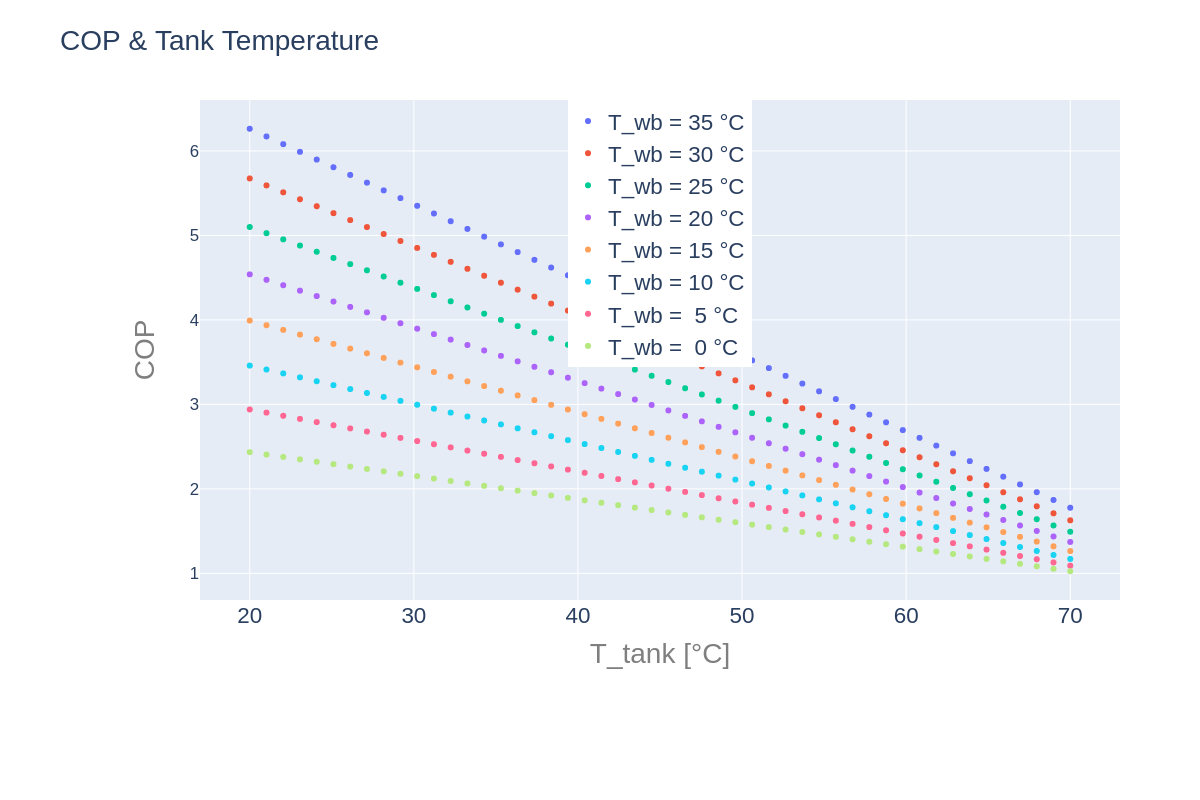 COP & Tank Temperature
T_wb = 35 °C
T_wb = 30 °C
T_wb = 25 °C
T_wb = 20 °C
T_wb = 15 °C
T_wb = 10 °C
T_wb =  5 °C
T_wb =  0 °C
6
5
4
3
2
1
COP
20 30 40 50 60 70
T_tank [°C]